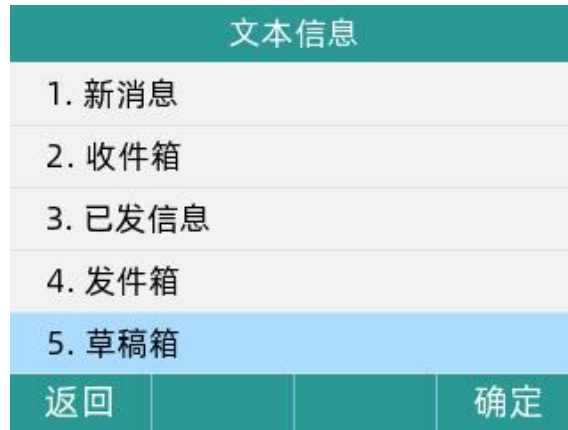 文本信息
1. 新消息
2. 收件箱
3. 已发信息
4. 发件箱
5. 草稿箱
返回 确定